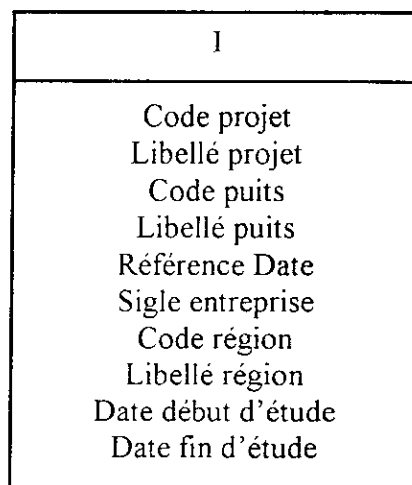 I
Code projet
Libellé projet
Code puits
Libellé puits
Référence Date
Sigle entreprise
Code région
Libellé région
Date début d'étude
Date fin d'étude